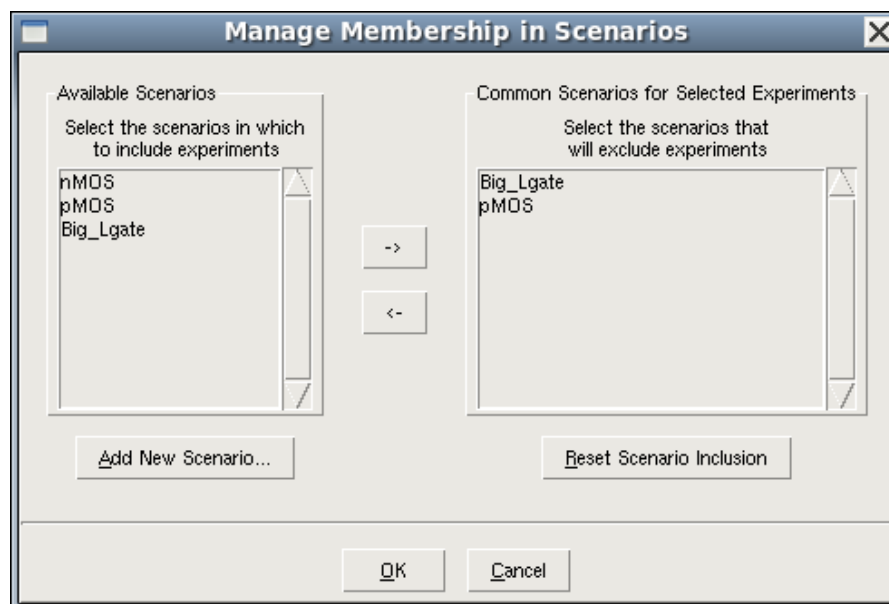 Manage Membership in Scenarios
Available Scenarios
Select the scenarios in which
to include experiments
nMOS
pMOS
Big_Lgate
Add New Scenario...
->
<-
Common Scenarios for Selected Experiments
Select the scenarios that
will exclude experiments
Big_Lgate
pMOS
Reset Scenario Inclusion
OK
Cancel